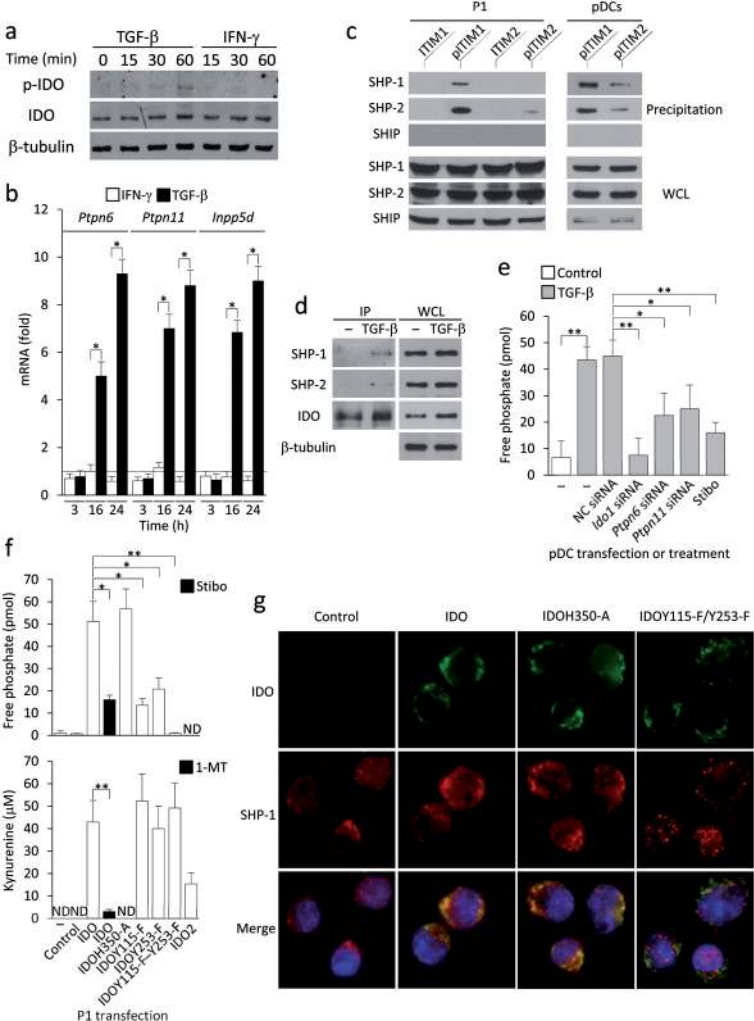 a
TGF-β IFN-γ
Time (min) 0 15 30 60 15 30 60
p-IDO
IDO
β-tubulin
b
IFN-γ TGF-β
Ptpn6 Ptpn11 Inpp5d
mRNA (fold)
12
10
8
6
4
2
0
* * * * * *
3 16 24 3 16 24 3 16 24
Time (h)
c
P1 pDCs
ITIM1 pITIM1 ITIM2 pITIM2 pITIM1 pITIM2
SHP-1
SHP-2 Precipitation
SHIP
SHP-1
SHP-2 WCL
SHIP
d
IP WCL
– TGF-β – TGF-β
SHP-1
SHP-2
IDO
β-tubulin
e
Control
TGF-β
Free phosphate (pmol)
60
50
40
30
20
10
0
** ** * * **
– – NC siRNA Ido1 siRNA Ptpn6 siRNA Ptpn11 siRNA Stibo
pDC transfection or treatment
f
Stibo
Free phosphate (pmol)
70
60
50
40
30
20
10
0
** * * *
ND
1-MT
Kynurenine (μM)
70
60
50
40
30
20
10
0
**
ND ND ND
– Control IDO IDO IDOH350-A IDOY115-F IDOY253-F IDOY115-F–Y253-F IDO2
P1 transfection
g
Control IDO IDOH350-A IDOY115-F/Y253-F
IDO
SHP-1
Merge